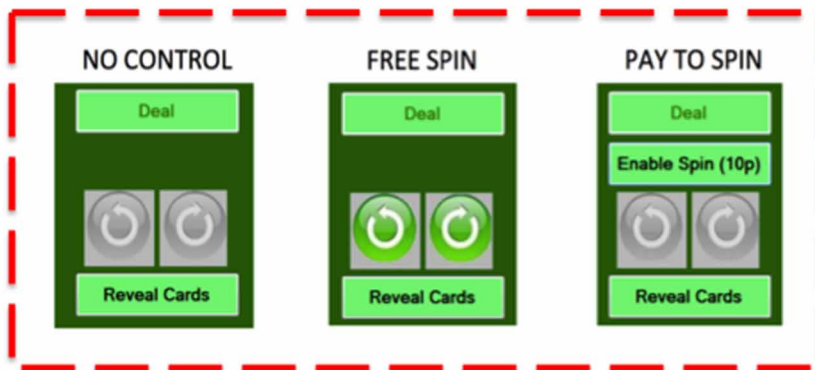 NO CONTROL
Deal
Reveal Cards
FREE SPIN
Deal
Reveal Cards
PAY TO SPIN
Deal
Enable Spin (10p)
Reveal Cards